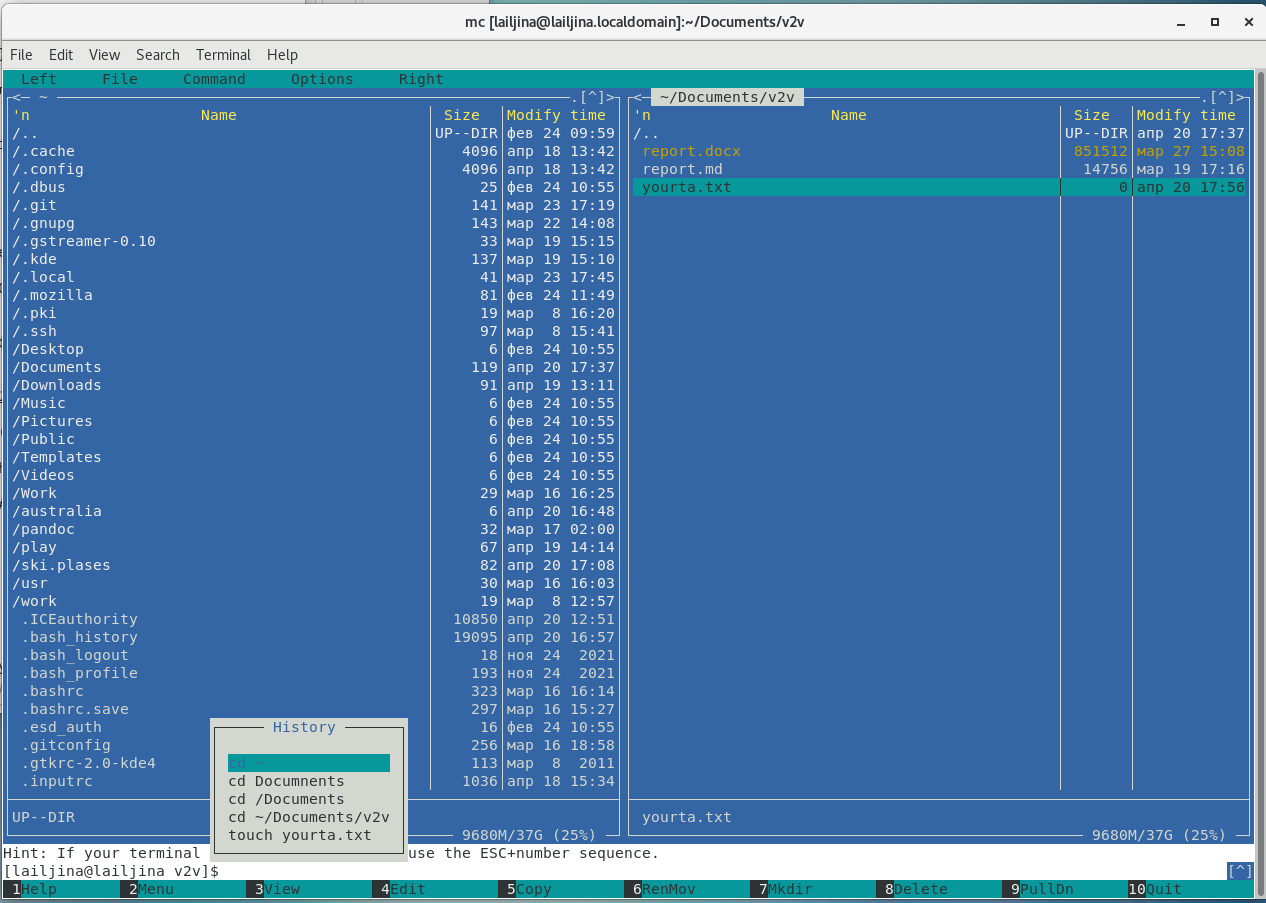 mc [lailjina@lailjina.localdomain]:~/Documents/v2v
File Edit View Search Terminal Help
Left File Command Options Right
<─ ~ ─.[^]>
'n Name Size Modify time
/.. UP--DIR фев 24 09:59
/.cache 4096 апр 18 13:42
/.config 4096 апр 18 13:42
/.dbus 25 фев 24 10:55
/.git 141 мар 23 17:19
/.gnupg 143 мар 22 14:08
/.gstreamer-0.10 33 мар 19 15:15
/.kde 137 мар 19 15:10
/.local 41 мар 23 17:45
/.mozilla 81 фев 24 11:49
/.pki 19 мар 8 16:20
/.ssh 97 мар 8 15:41
/Desktop 6 фев 24 10:55
/Documents 119 апр 20 17:37
/Downloads 91 апр 19 13:11
/Music 6 фев 24 10:55
/Pictures 6 фев 24 10:55
/Public 6 фев 24 10:55
/Templates 6 фев 24 10:55
/Videos 6 фев 24 10:55
/Work 29 мар 16 16:25
/australia 6 апр 20 16:48
/pandoc 32 мар 17 02:00
/play 67 апр 19 14:14
/ski.plases 82 апр 20 17:08
/usr 30 мар 16 16:03
/work 19 мар 8 12:57
.ICEauthority 10850 апр 20 12:51
.bash_history 19095 апр 20 16:57
.bash_logout 18 ноя 24 2021
.bash_profile 193 ноя 24 2021
.bashrc 323 мар 16 16:14
.bashrc.save 297 мар 16 15:27
.esd_auth 16 фев 24 10:55
.gitconfig 256 мар 16 18:58
.gtkrc-2.0-kde4 113 мар 8 2011
.inputrc 1036 апр 18 15:34
UP--DIR
9680M/37G (25%)
<─ ~/Documents/v2v ─.[^]>
'n Name Size Modify time
/.. UP--DIR апр 20 17:37
report.docx 851512 мар 27 15:08
report.md 14756 мар 19 17:16
yourta.txt 0 апр 20 17:56
yourta.txt
9680M/37G (25%)
History
cd ~
cd Documnents
cd /Documents
cd ~/Documents/v2v
touch yourta.txt
Hint: If your terminal use the ESC+number sequence.
[lailjina@lailjina v2v]$ [^]
1Help 2Menu 3View 4Edit 5Copy 6RenMov 7Mkdir 8Delete 9PullDn 10Quit